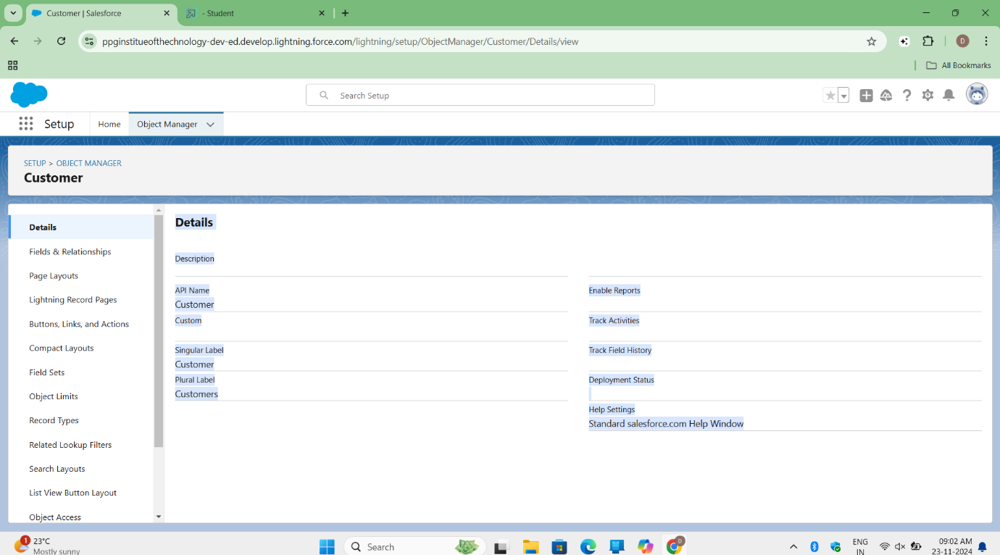 Customer | Salesforce
- Student
ppginstitueofthechnology-dev-ed.develop.lightning.force.com/lightning/setup/ObjectManager/Customer/Details/view
D
All Bookmarks
Search Setup
Setup
Home
Object Manager
SETUP > OBJECT MANAGER
Customer
Details
Fields & Relationships
Page Layouts
Lightning Record Pages
Buttons, Links, and Actions
Compact Layouts
Field Sets
Object Limits
Record Types
Related Lookup Filters
Search Layouts
List View Button Layout
Object Access
Details
Description
API Name
Customer
Custom
Singular Label
Customer
Plural Label
Customers
Enable Reports
Track Activities
Track Field History
Deployment Status
Help Settings
Standard salesforce.com Help Window
1
23°C
Mostly sunny
Search
D
ENG
IN
09:02 AM
23-11-2024